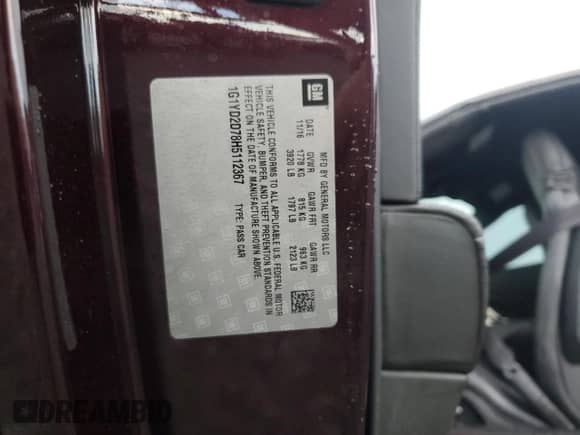 GM
MFD BY GENERAL MOTORS LLC
DATE GVWR GAWR FRT GAWR RR
11/16 1778 KG 815 KG 963 KG
3920 LB 1797 LB 2123 LB
THIS VEHICLE CONFORMS TO ALL APPLICABLE U.S. FEDERAL MOTOR
VEHICLE SAFETY, BUMPER, AND THEFT PREVENTION STANDARDS IN
EFFECT ON THE DATE OF MANUFACTURE SHOWN ABOVE.
1G1YD2D78H5112367 TYPE: PASS CAR
DREAMBID